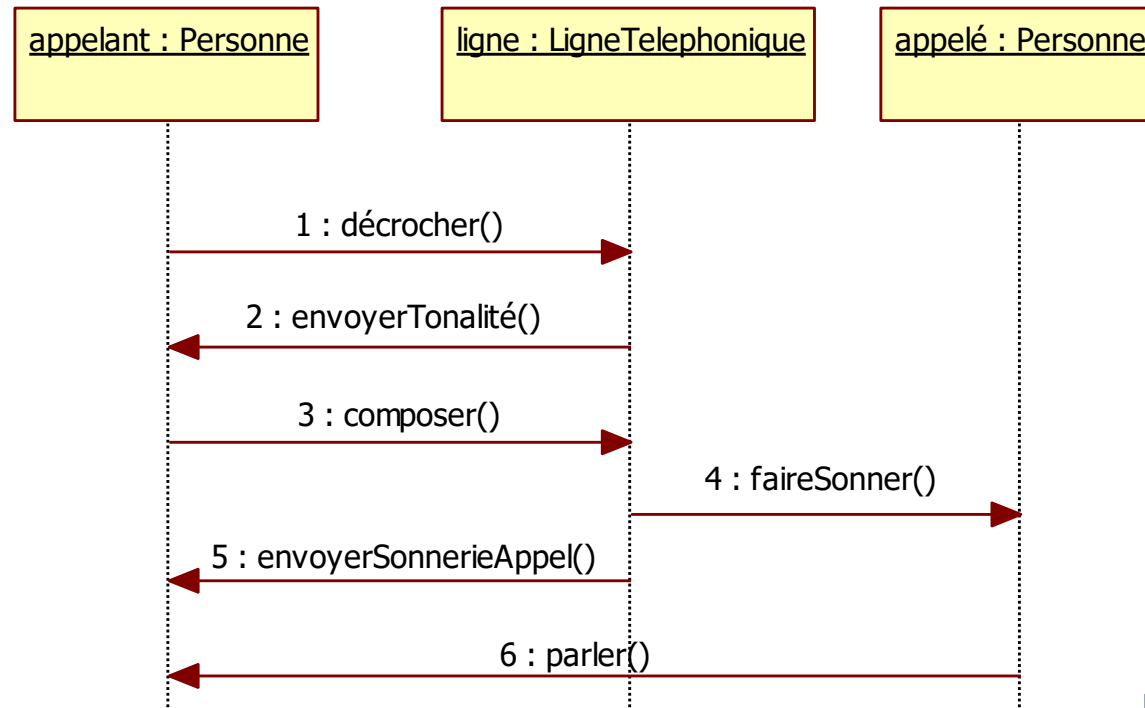 appelant : Personne
ligne : LigneTelephonique
appelé : Personne
1 : décrocher()
2 : envoyerTonalité()
3 : composer()
4 : faireSonner()
5 : envoyerSonnerieAppel()
6 : parler()